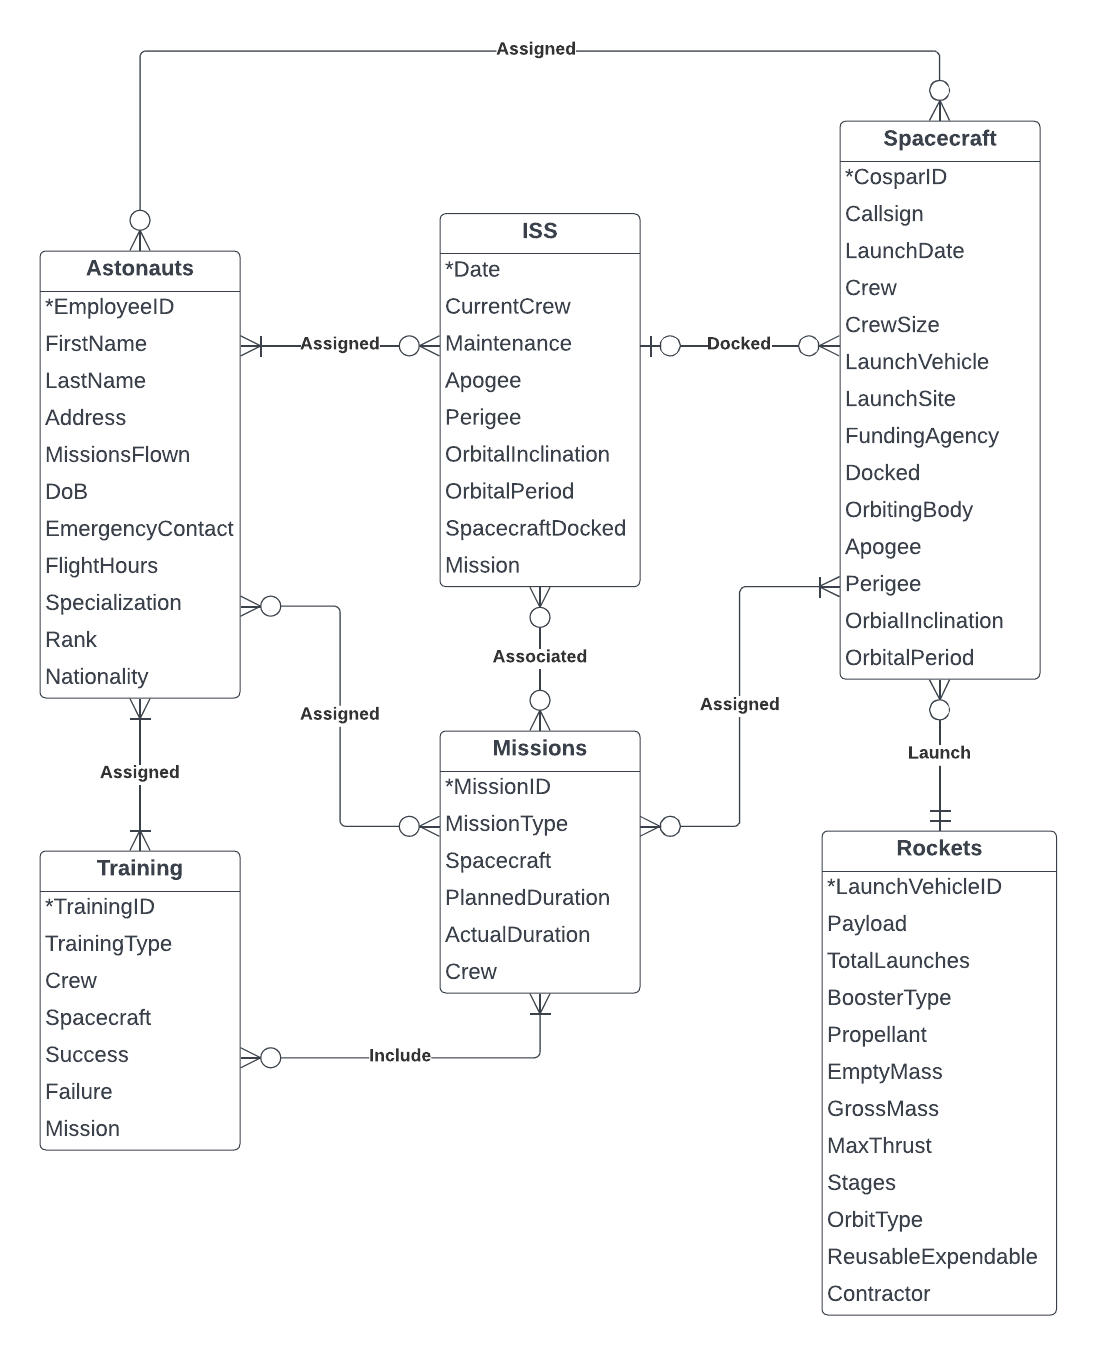 Assigned
Spacecraft
*CosparID
Callsign
LaunchDate
Crew
CrewSize
LaunchVehicle
LaunchSite
FundingAgency
Docked
OrbitingBody
Apogee
Perigee
OrbialInclination
OrbitalPeriod
ISS
*Date
CurrentCrew
Maintenance
Apogee
Perigee
OrbitalInclination
OrbitalPeriod
SpacecraftDocked
Mission
Astonauts
*EmployeeID
FirstName
LastName
Address
MissionsFlown
DoB
EmergencyContact
FlightHours
Specialization
Rank
Nationality
Assigned
Docked
Associated
Assigned
Assigned
Launch
Assigned
Missions
*MissionID
MissionType
Spacecraft
PlannedDuration
ActualDuration
Crew
Training
*TrainingID
TrainingType
Crew
Spacecraft
Success
Failure
Mission
Include
Rockets
*LaunchVehicleID
Payload
TotalLaunches
BoosterType
Propellant
EmptyMass
GrossMass
MaxThrust
Stages
OrbitType
ReusableExpendable
Contractor